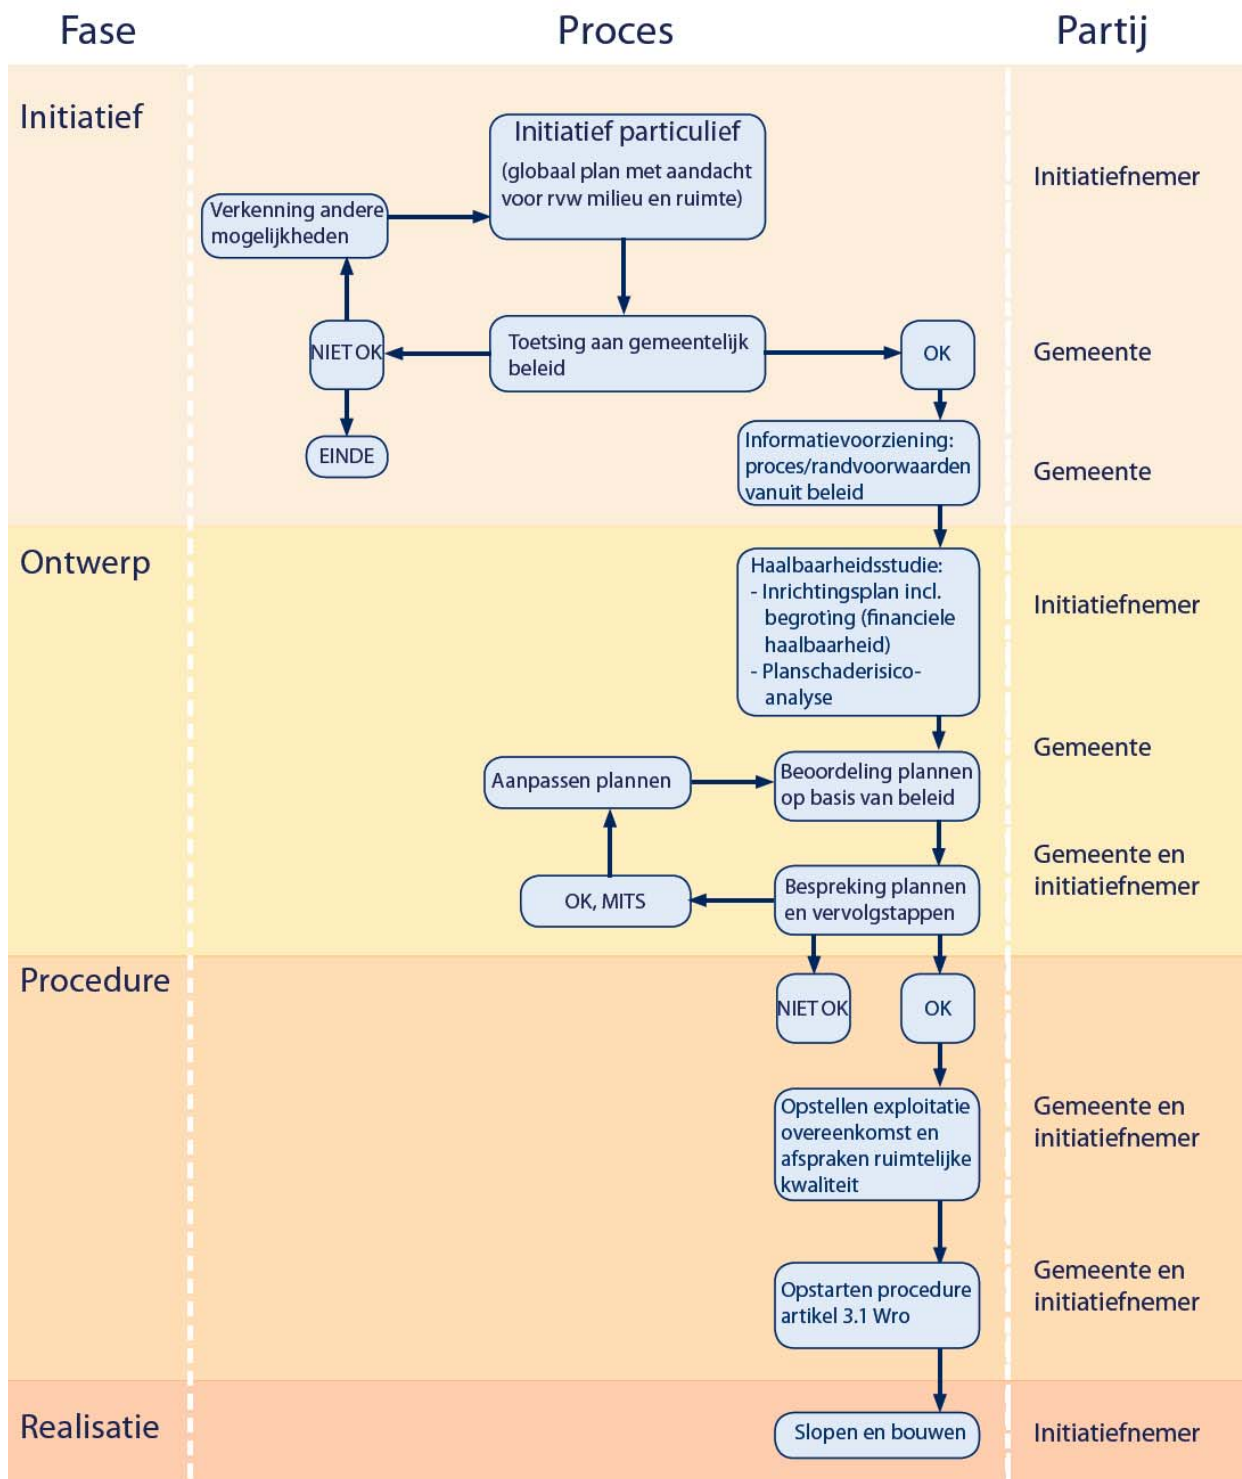 Fase
Proces
Partij
Initiatief
Initiatief particulief
(globaal plan met aandacht
voor rvw milieu en ruimte)
Initiatiefnemer
Verkenning andere
mogelijkheden
NIET OK
Toetsing aan gemeentelijk
beleid
OK
Gemeente
EINDE
Informatievoorziening:
proces/randvoorwaarden
vanuit beleid
Gemeente
Ontwerp
Haalbaarheidsstudie:
- Inrichtingsplan incl.
begroting (financiele
haalbaarheid)
- Planschaderisico-
analyse
Initiatiefnemer
Gemeente
Aanpassen plannen
Beoordeling plannen
op basis van beleid
Gemeente en
initiatiefnemer
OK, MITS
Bespreking plannen
en vervolgstappen
Procedure
NIET OK
OK
Opstellen exploitatie
overeenkomst en
afspraken ruimtelijke
kwaliteit
Gemeente en
initiatiefnemer
Opstarten procedure
artikel 3.1 Wro
Gemeente en
initiatiefnemer
Realisatie
Slopen en bouwen
Initiatiefnemer